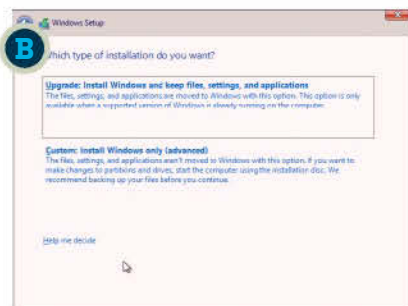 Windows Setup
B
Which type of installation do you want?
Upgrade: Install Windows and keep files, settings, and applications
The files, settings, and applications are moved to Windows with this option. This option is only
available when a supported version of Windows is already running on the computer.
Custom: Install Windows only (advanced)
The files, settings, and applications aren't moved to Windows with this option. If you want to
make changes to partitions and drives, start the computer using the installation disc. We
recommend backing up your files before you continue.
Help me decide